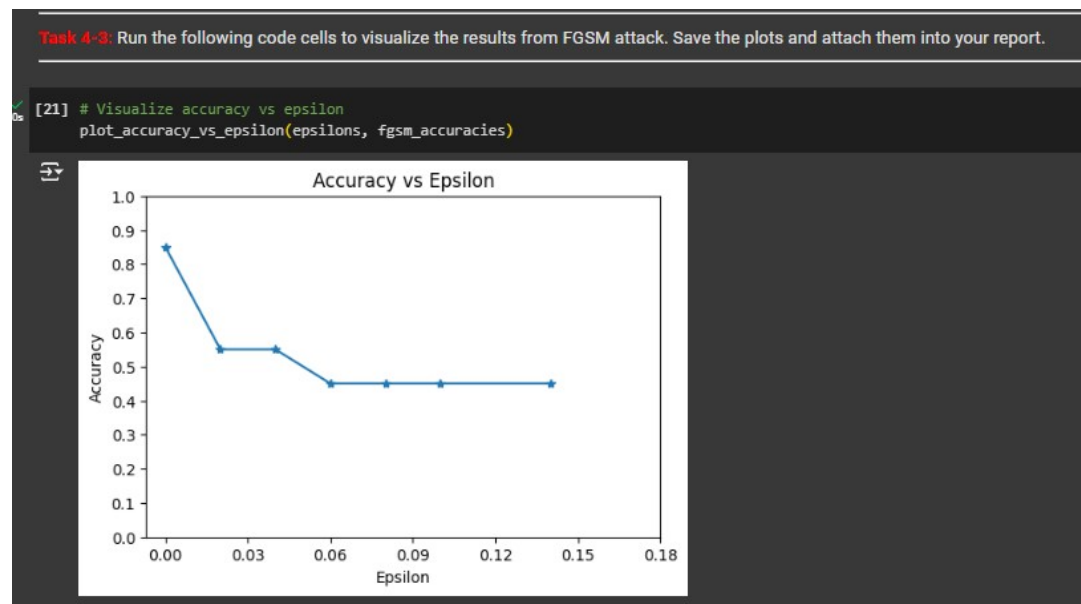 Task 4-3: Run the following code cells to visualize the results from FGSM attack. Save the plots and attach them into your report.
0s
[21] # Visualize accuracy vs epsilon
plot_accuracy_vs_epsilon(epsilons, fgsm_accuracies)
Accuracy vs Epsilon
1.0
0.9
0.8
0.7
0.6
0.5
0.4
0.3
0.2
0.1
0.0
Accuracy
0.00 0.03 0.06 0.09 0.12 0.15 0.18
Epsilon